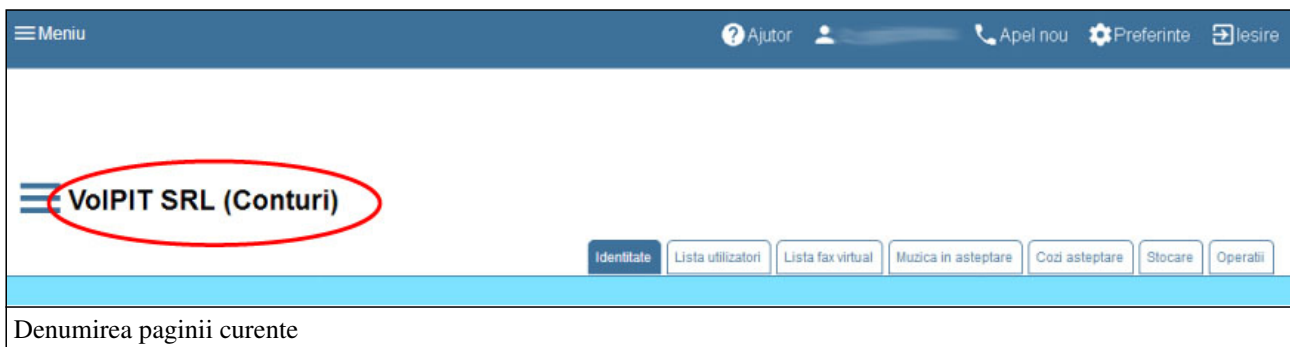 Meniu Ajutor Apel nou Preferinte Iesire
VoIPIT SRL (Conturi)
Identitate Lista utilizatori Lista fax virtual Muzica in asteptare Cozi asteptare Stocare Operatii
Denumirea paginii curente